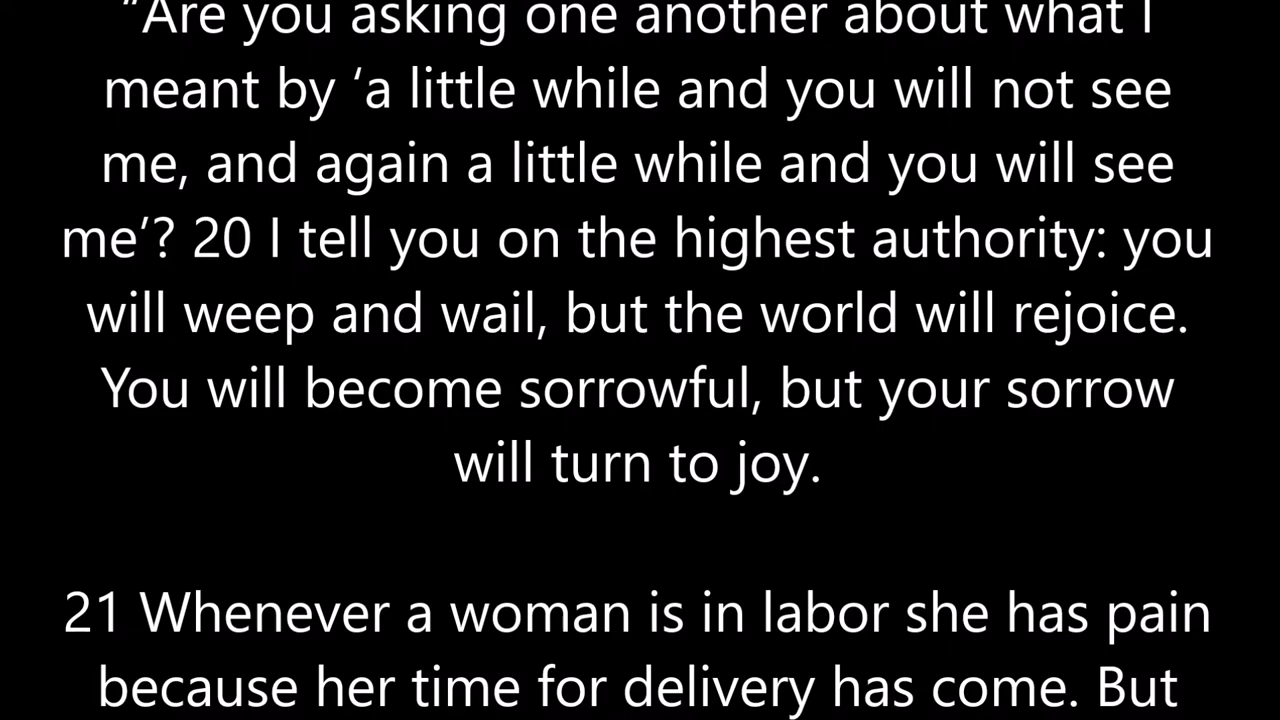 “Are you asking one another about what I
meant by ‘a little while and you will not see
me, and again a little while and you will see
me’? 20 I tell you on the highest authority: you
will weep and wail, but the world will rejoice.
You will become sorrowful, but your sorrow
will turn to joy.
21 Whenever a woman is in labor she has pain
because her time for delivery has come. But